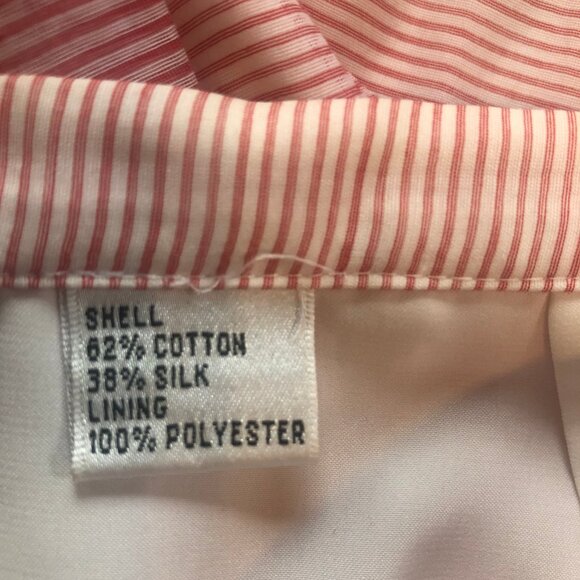 SHELL
62% COTTON
38% SILK
LINING
100% POLYESTER